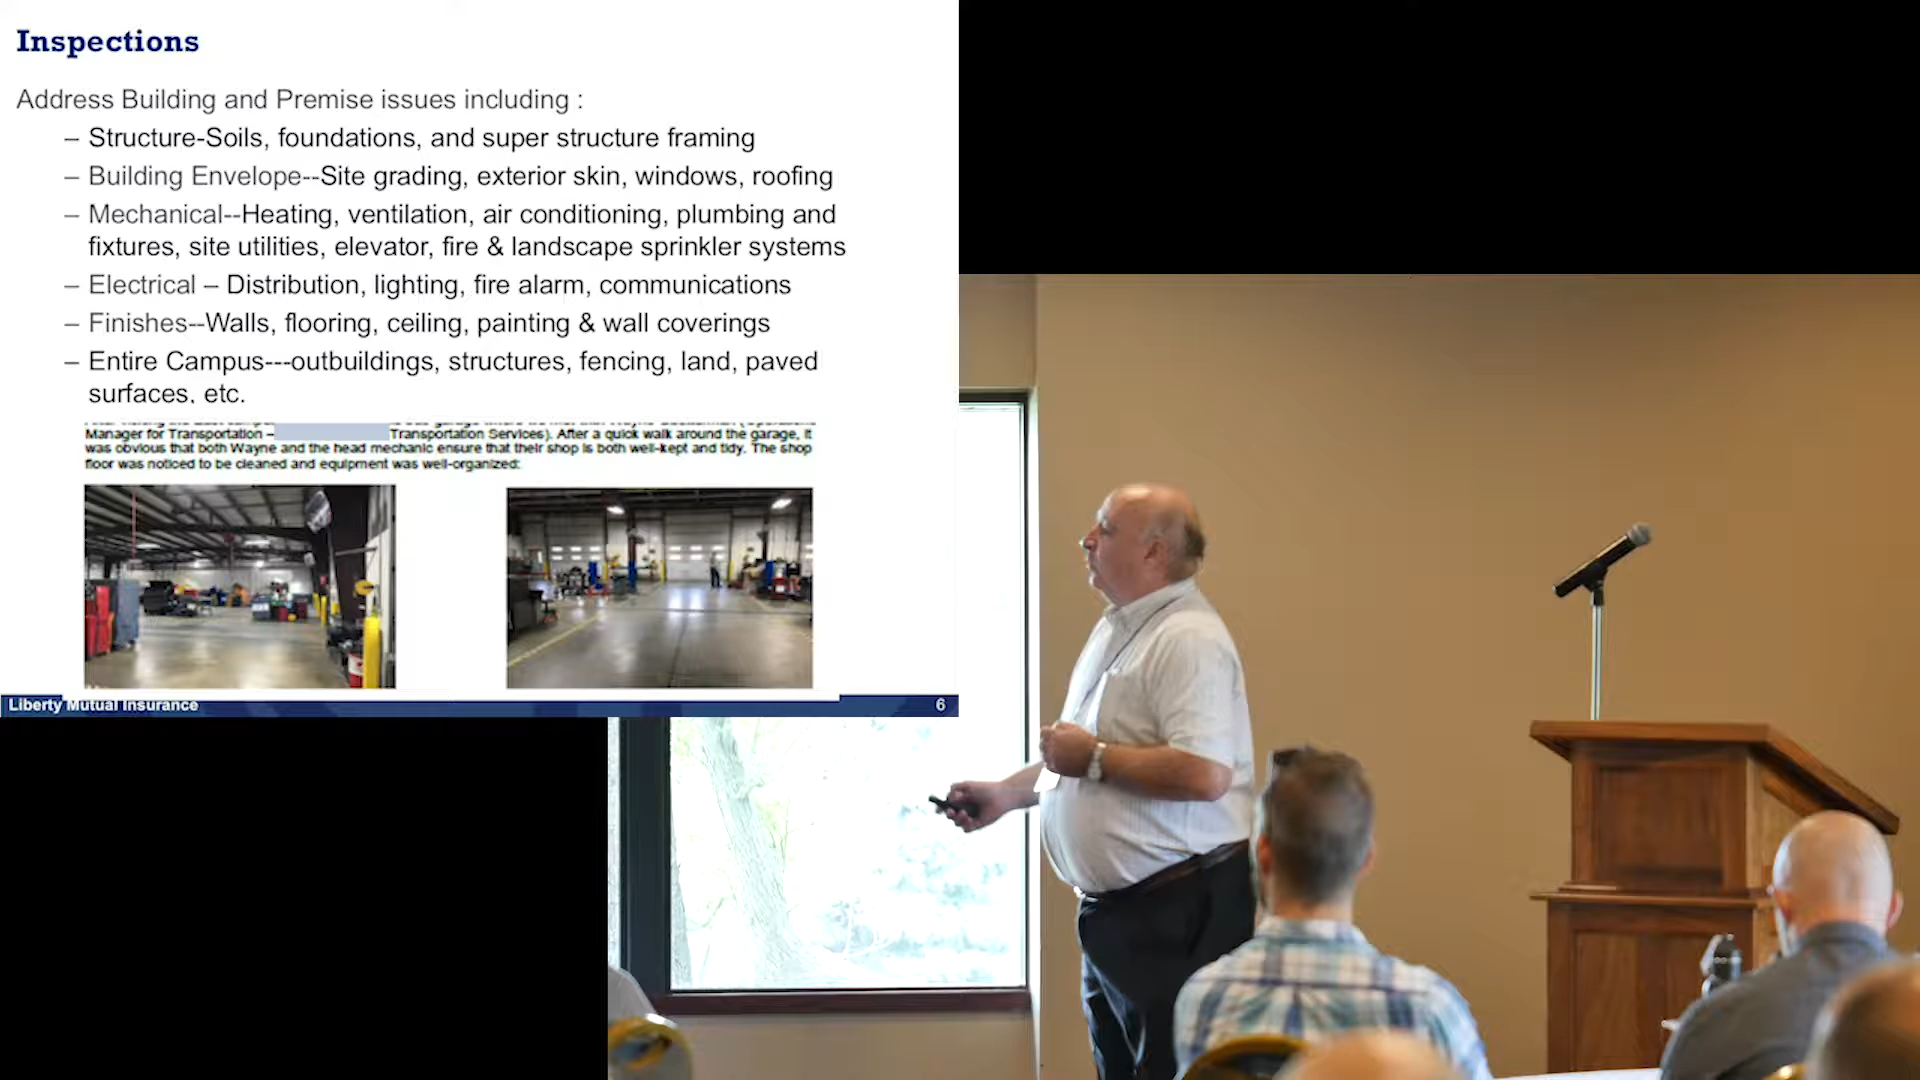 Inspections
Address Building and Premise issues including :
– Structure-Soils, foundations, and super structure framing
– Building Envelope--Site grading, exterior skin, windows, roofing
– Mechanical--Heating, ventilation, air conditioning, plumbing and
fixtures, site utilities, elevator, fire & landscape sprinkler systems
– Electrical – Distribution, lighting, fire alarm, communications
– Finishes--Walls, flooring, ceiling, painting & wall coverings
– Entire Campus---outbuildings, structures, fencing, land, paved
surfaces, etc.
Manager for Transportation – Transportation Services). After a quick walk around the garage, it
was obvious that both Wayne and the head mechanic ensure that their shop is both well-kept and tidy. The shop
floor was noticed to be cleaned and equipment was well-organized:
Liberty Mutual Insurance 6